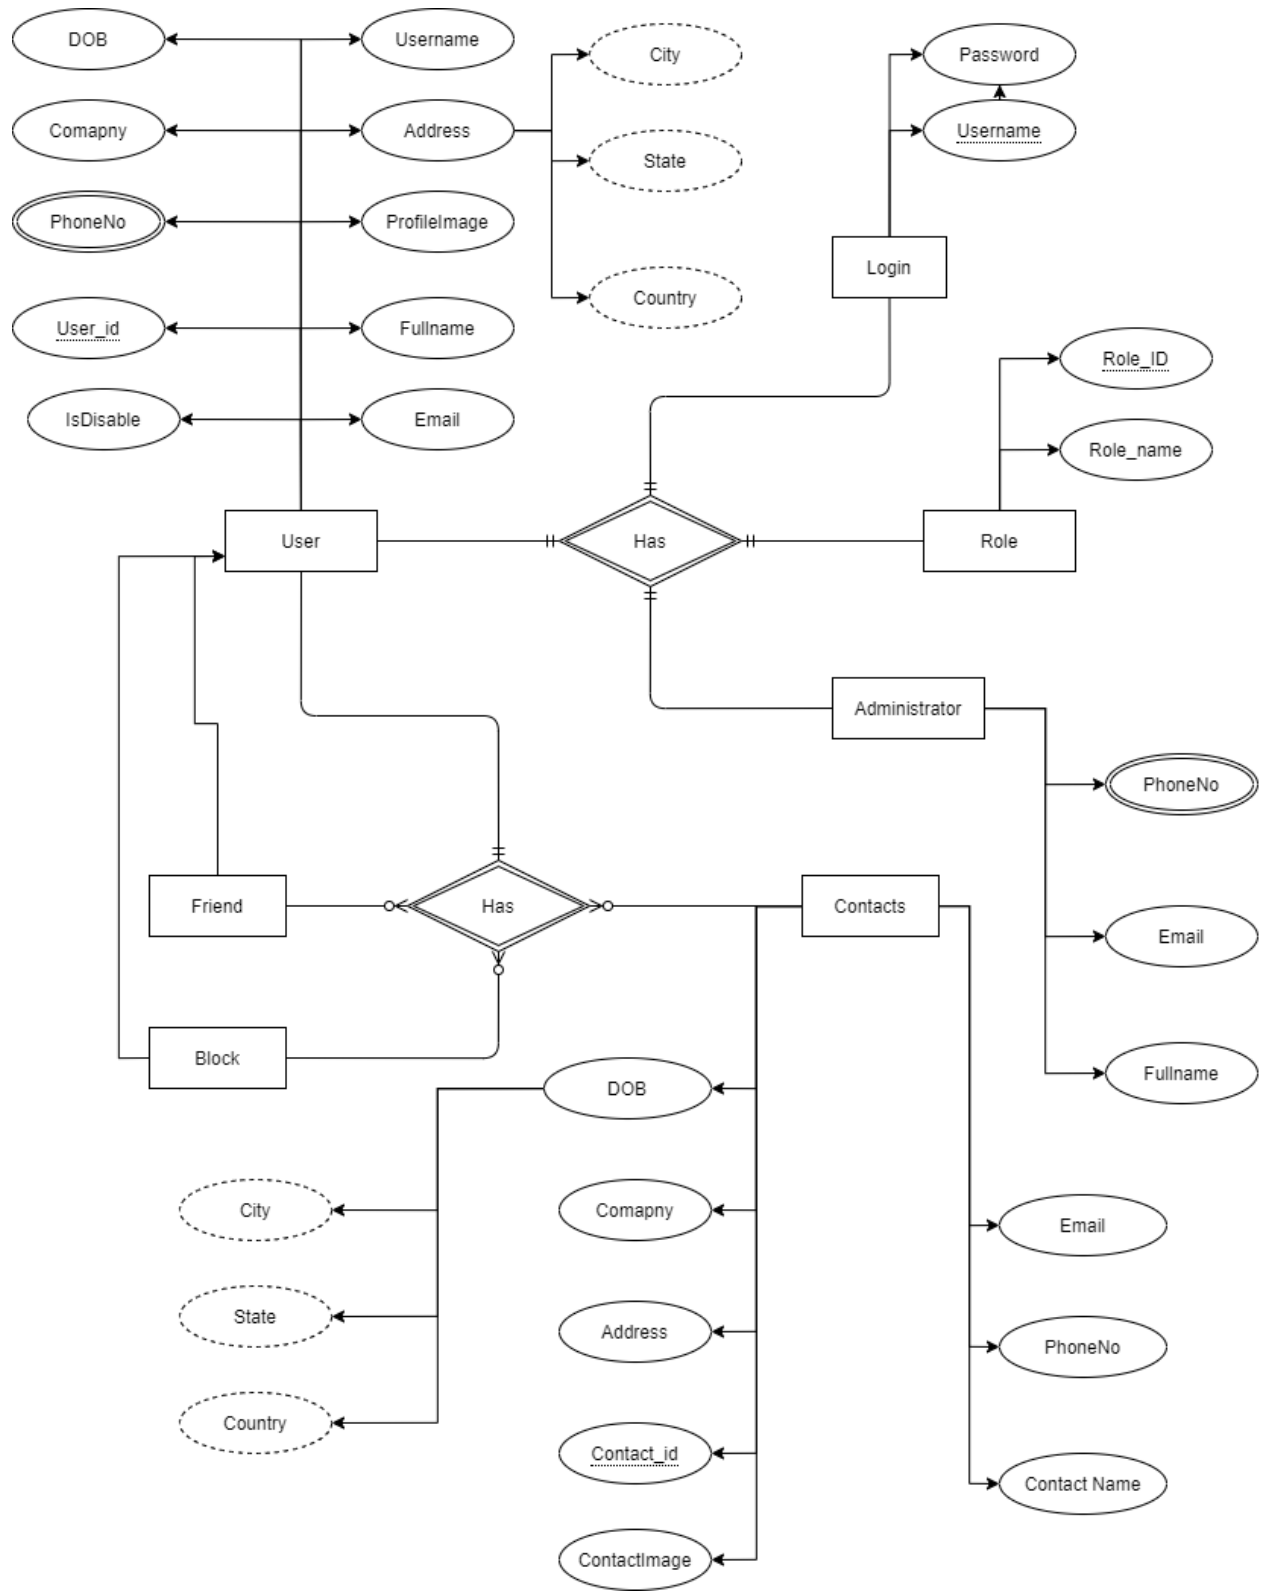 DOB
Username
City
Password
Comapny
Address
Username
State
PhoneNo
ProfileImage
Login
Country
User_id
Fullname
Role_ID
IsDisable
Email
Role_name
User
Has
Role
Administrator
PhoneNo
Friend
Has
Contacts
Email
Block
Fullname
DOB
City
Comapny
Email
State
Address
PhoneNo
Country
Contact_id
Contact Name
ContactImage